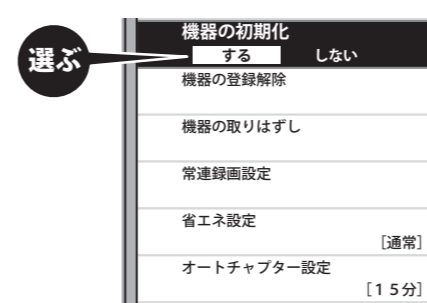 機器の初期化
選ぶ
する しない
機器の登録解除
機器の取りはずし
常連録画設定
省エネ設定
[通常]
オートチャプター設定
[15分]